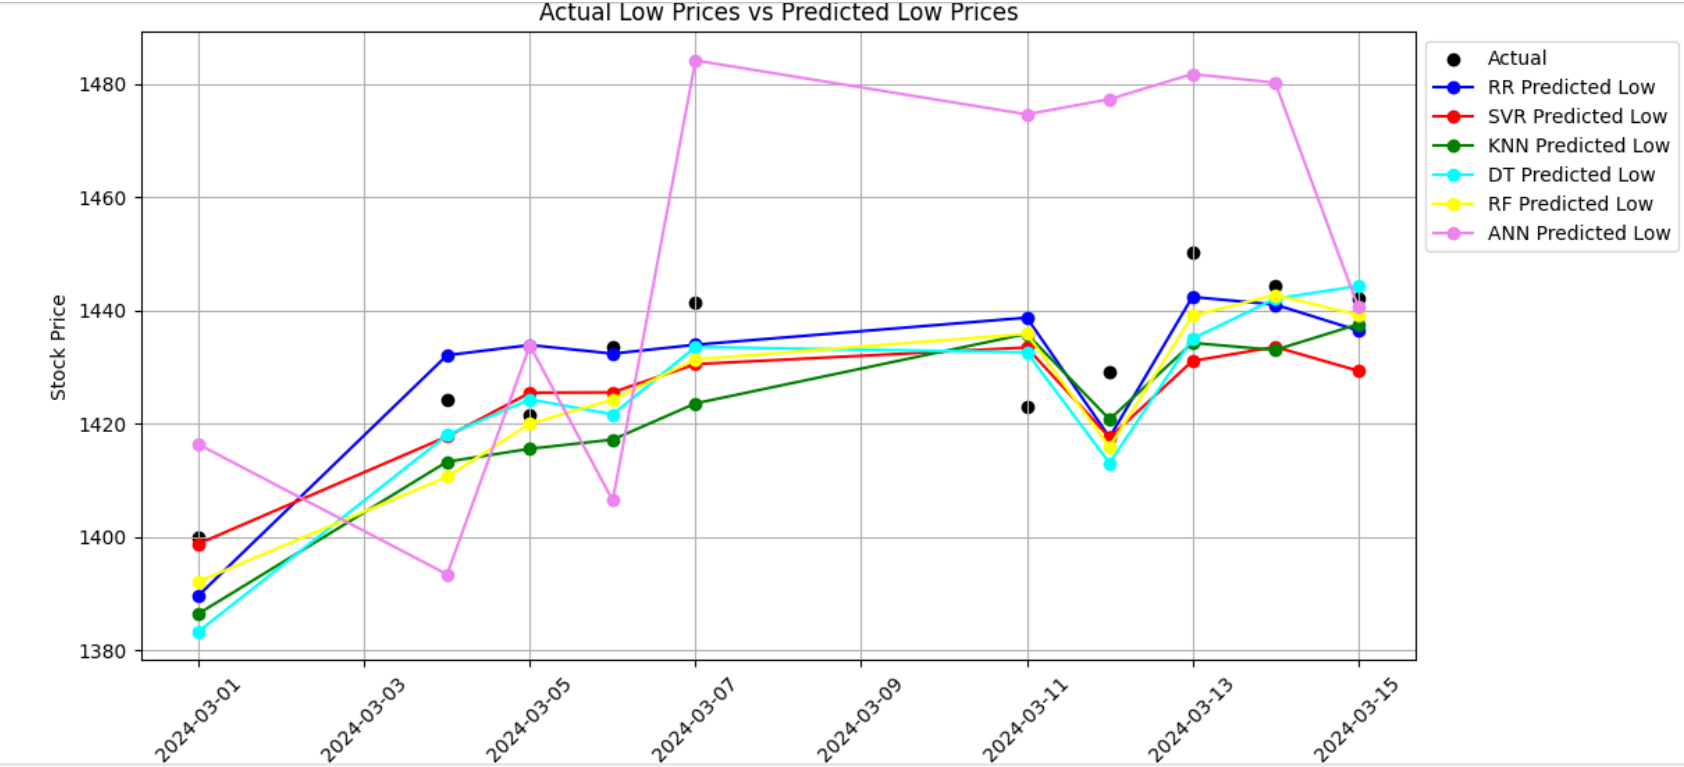 Actual Low Prices vs Predicted Low Prices
Stock Price
1480
1460
1440
1420
1400
1380
2024-03-01
2024-03-03
2024-03-05
2024-03-07
2024-03-09
2024-03-11
2024-03-13
2024-03-15
Actual
RR Predicted Low
SVR Predicted Low
KNN Predicted Low
DT Predicted Low
RF Predicted Low
ANN Predicted Low